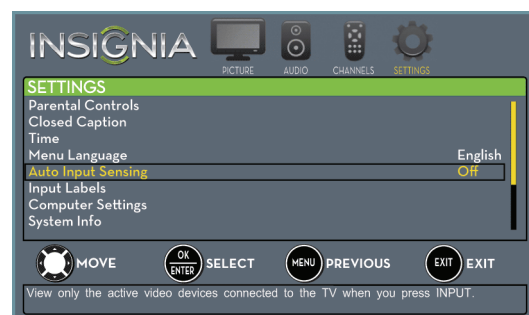 INSIGNIA
PICTURE AUDIO CHANNELS SETTINGS
SETTINGS
Parental Controls
Closed Caption
Time
Menu Language English
Auto Input Sensing Off
Input Labels
Computer Settings
System Info
MOVE OK ENTER SELECT MENU PREVIOUS EXIT EXIT
View only the active video devices connected to the TV when you press INPUT.